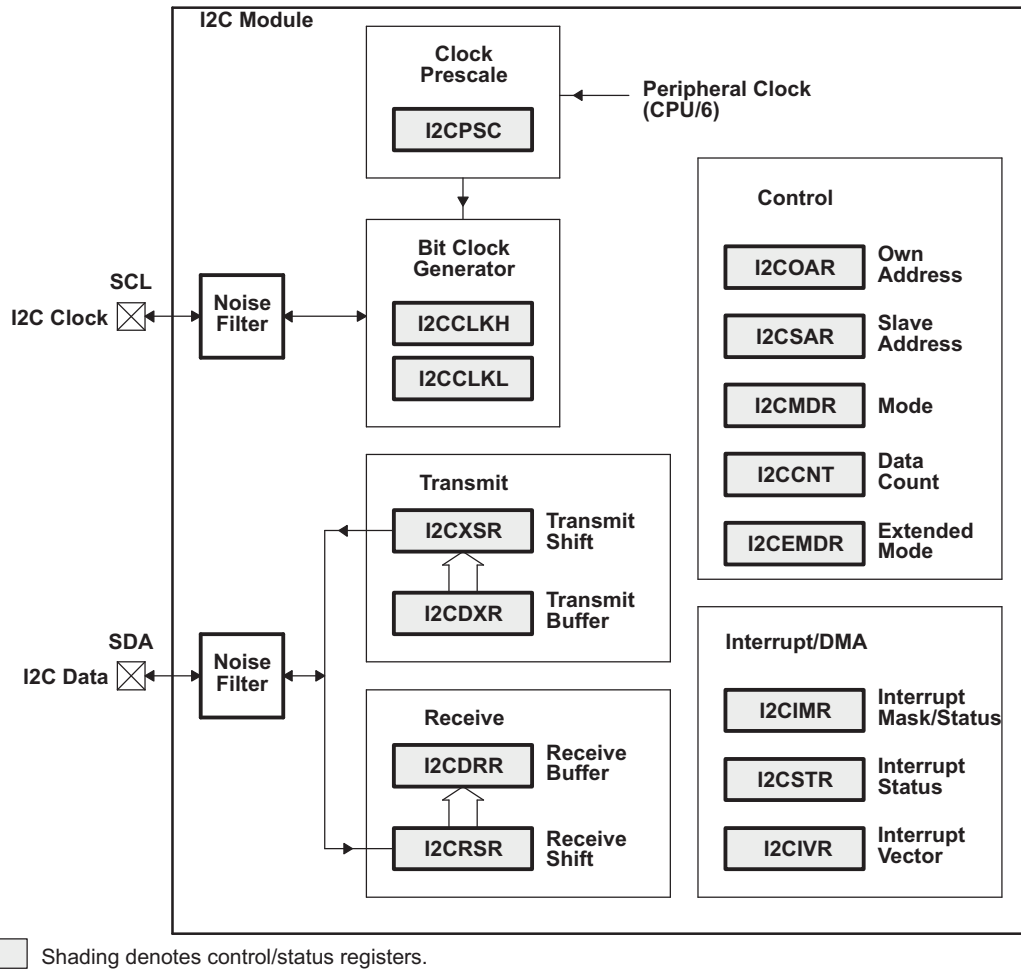 I2C Module
Clock
Prescale
I2CPSC
Peripheral Clock
(CPU/6)
Bit Clock
Generator
I2CCLKH
I2CCLKL
SCL
I2C Clock
Noise
Filter
Control
I2COAR
Own
Address
I2CSAR
Slave
Address
I2CMDR
Mode
I2CCNT
Data
Count
I2CEMDR
Extended
Mode
Transmit
I2CXSR
Transmit
Shift
I2CDXR
Transmit
Buffer
SDA
I2C Data
Noise
Filter
Receive
I2CDRR
Receive
Buffer
I2CRSR
Receive
Shift
Interrupt/DMA
I2CIMR
Interrupt
Mask/Status
I2CSTR
Interrupt
Status
I2CIVR
Interrupt
Vector
Shading denotes control/status registers.